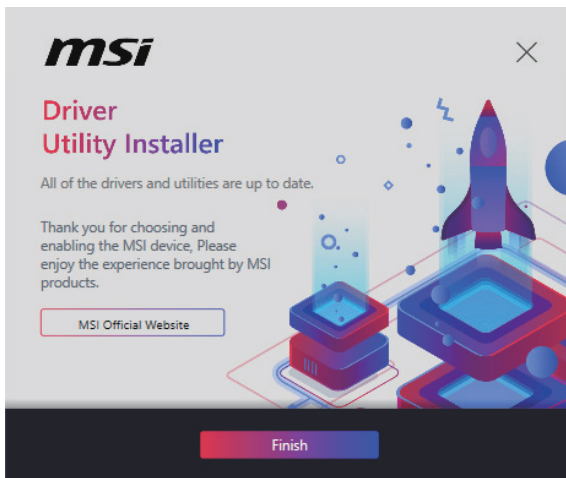 msi
Driver
Utility Installer
All of the drivers and utilities are up to date.
Thank you for choosing and
enabling the MSI device, Please
enjoy the experience brought by MSI
products.
MSI Official Website
Finish